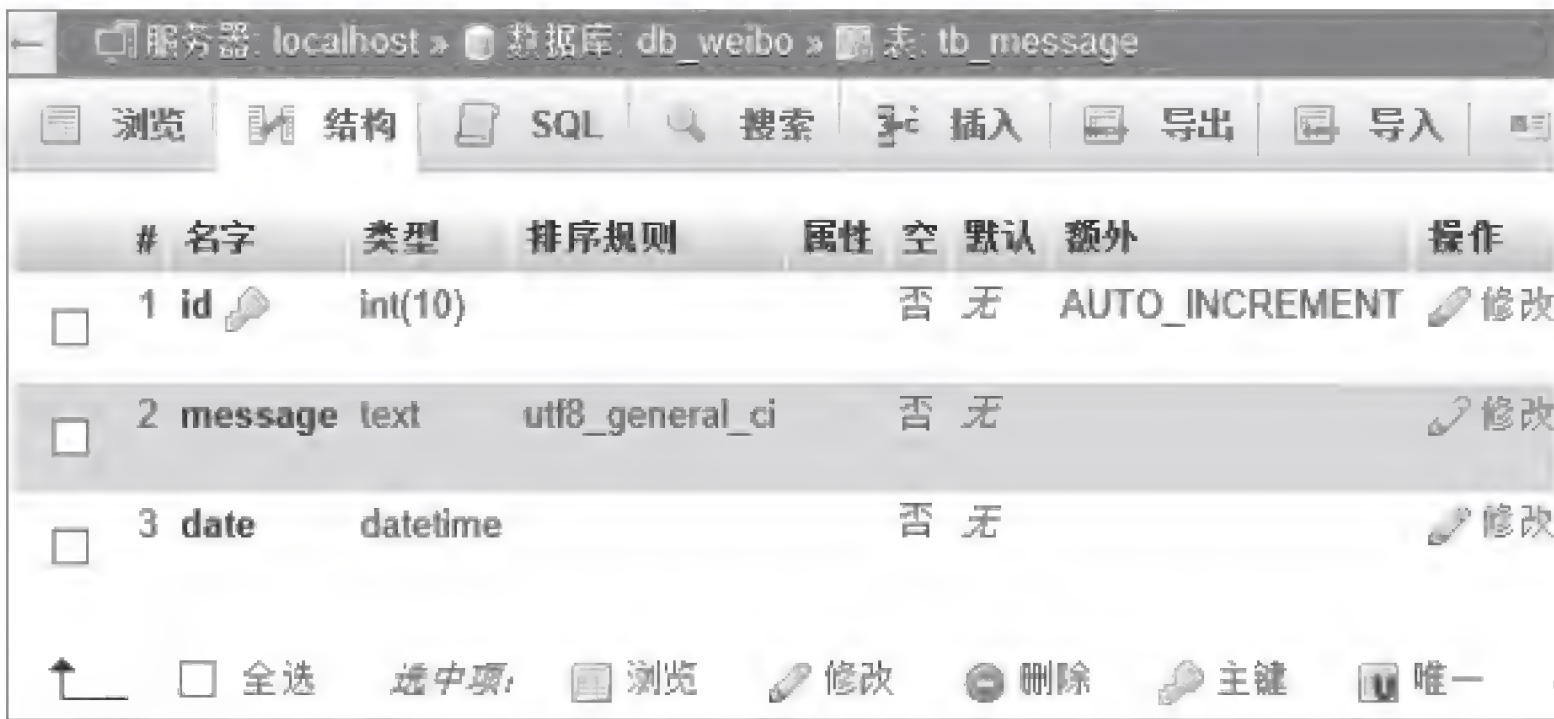 服务器: localhost » 数据库: db_weibo » 表: tb_message
浏览 结构 SQL 搜索 插入 导出 导入
# 名字 类型 排序规则 属性 空 默认 额外 操作
1 id int(10) 否 无 AUTO_INCREMENT 修改
2 message text utf8_general_ci 否 无 修改
3 date datetime 否 无 修改
全选 选中项: 浏览 修改 删除 主键 唯一